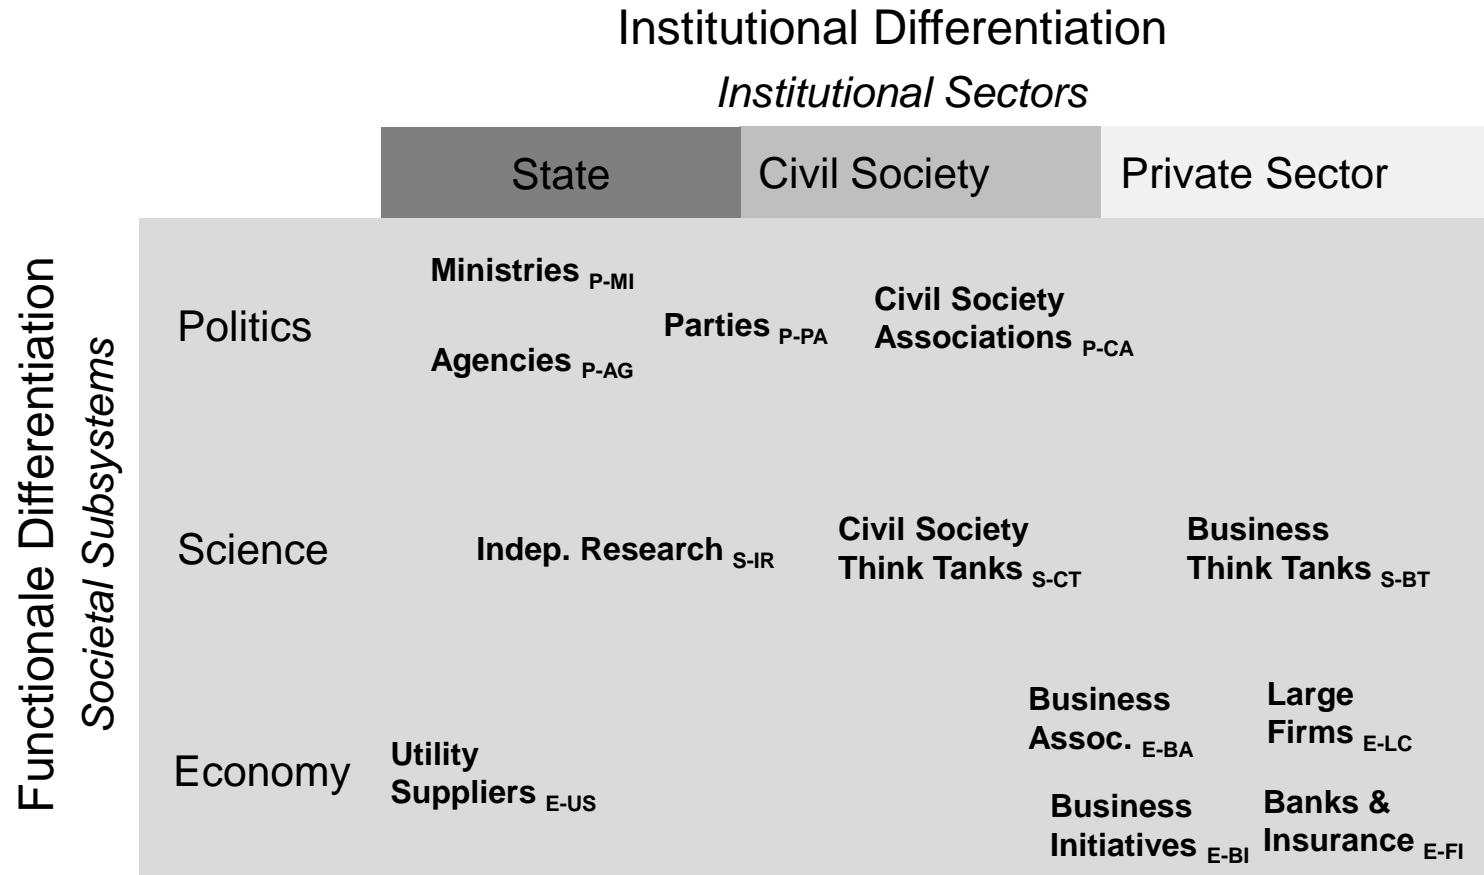 Institutional Differentiation
Institutional Sectors
State
Civil Society
Private Sector
Functionale Differentiation
Societal Subsystems
Politics
Ministries P-MI
Agencies P-AG
Parties P-PA
Civil Society
Associations P-CA
Science
Indep. Research S-IR
Civil Society
Think Tanks S-CT
Business
Think Tanks S-BT
Economy
Utility
Suppliers E-US
Business
Assoc. E-BA
Large
Firms E-LC
Business
Initiatives E-BI
Banks &
Insurance E-FI